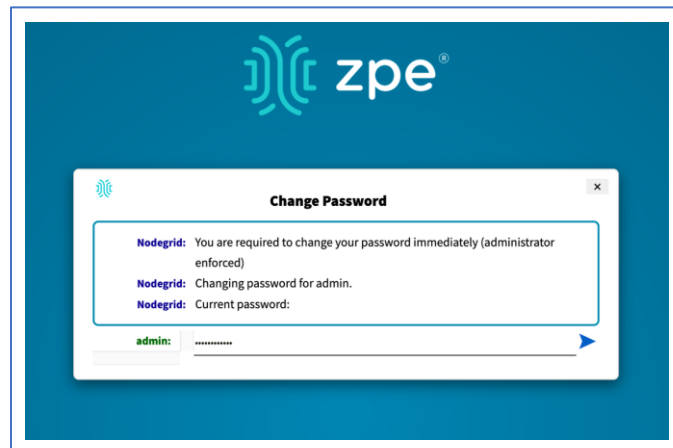 zpe®
×
Change Password
Nodegrid: You are required to change your password immediately (administrator
enforced)
Nodegrid: Changing password for admin.
Nodegrid: Current password:
admin: ............